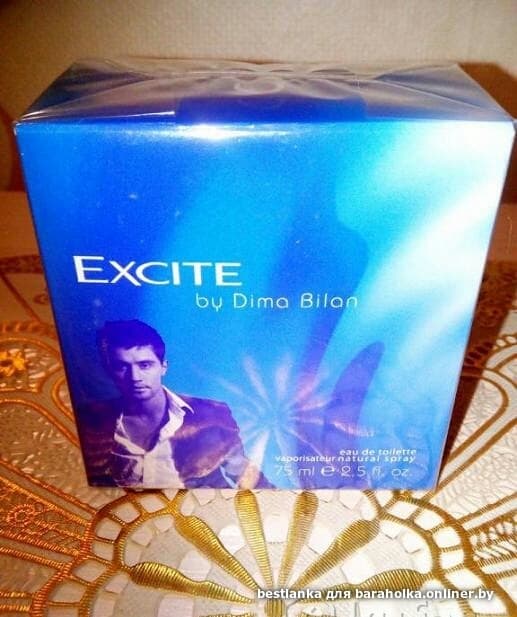 EXCITE
by Dima Bilan
eau de toilette
vaporisateur natural spray
75 ml e 2,5 fl. oz.
bestlanka для baraholka.onliner.by